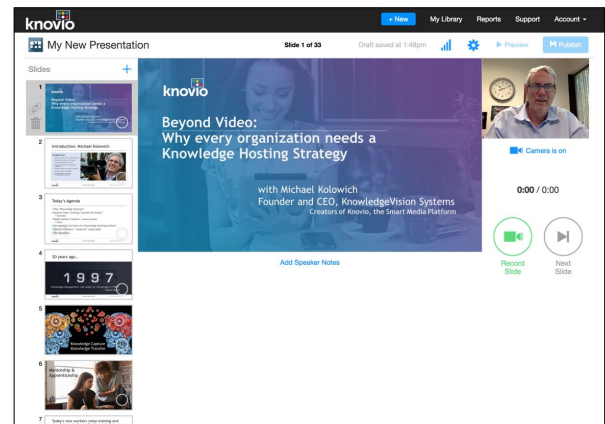 knovio
+ New
My Library
Reports
Support
Account
My New Presentation
Slide 1 of 33
Draft saved at 1:48pm
Preview
Publish
Slides
+
1
2
Introduction: Michael Kolowich
3
Today's Agenda
4
20 years ago...
1997
5
Knowledge Capture
Knowledge Transfer
6
Mentorship &
Apprenticeship
7
Today's new workers value training and
knovio
Beyond Video:
Why every organization needs a
Knowledge Hosting Strategy
with Michael Kolowich
Founder and CEO, KnowledgeVision Systems
Creators of Knovio, the Smart Media Platform
Add Speaker Notes
Camera is on
0:00 / 0:00
Record
Slide
Next
Slide